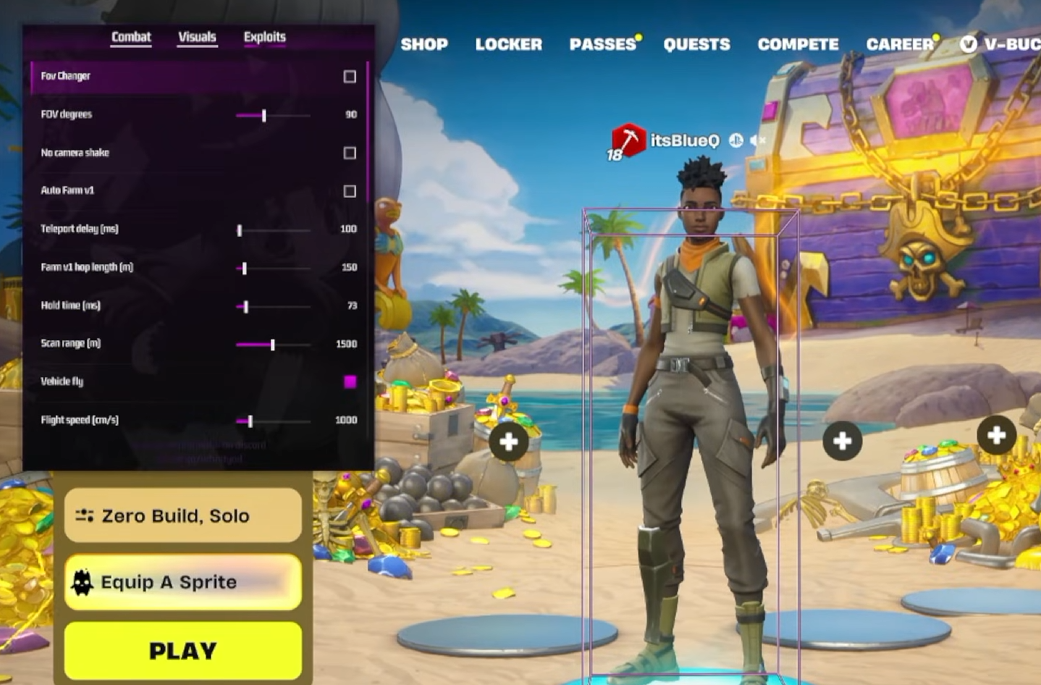 Combat Visuals Exploits
SHOP LOCKER PASSES QUESTS COMPETE CAREER V-BUC
Fov Changer
FOV degrees 90
No camera shake
Auto Farm v1
Teleport delay (ms) 100
Farm v1 hop length (m) 150
Hold time (ms) 73
Scan range (m) 1500
Vehicle fly
Flight speed (cm/s) 1000
18 itsBlueQ
Zero Build, Solo
Equip A Sprite
PLAY